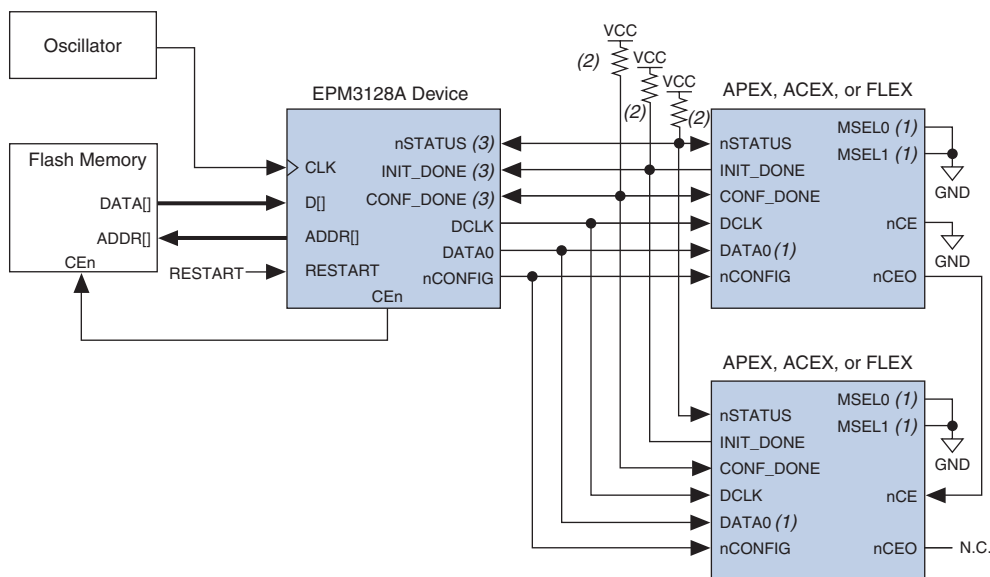 Oscillator
VCC
(2)
VCC
(2)
VCC
(2)
EPM3128A Device
nSTATUS (3)
CLK
INIT_DONE (3)
D[]
CONF_DONE (3)
DCLK
ADDR[]
DATA0
RESTART
nCONFIG
CEn
Flash Memory
DATA[]
ADDR[]
CEn
RESTART
APEX, ACEX, or FLEX
MSEL0 (1)
nSTATUS
MSEL1 (1)
INIT_DONE
GND
CONF_DONE
DCLK
nCE
DATA0 (1)
GND
nCONFIG
nCEO
APEX, ACEX, or FLEX
MSEL0 (1)
nSTATUS
MSEL1 (1)
INIT_DONE
GND
CONF_DONE
DCLK
nCE
DATA0 (1)
nCONFIG
nCEO
N.C.